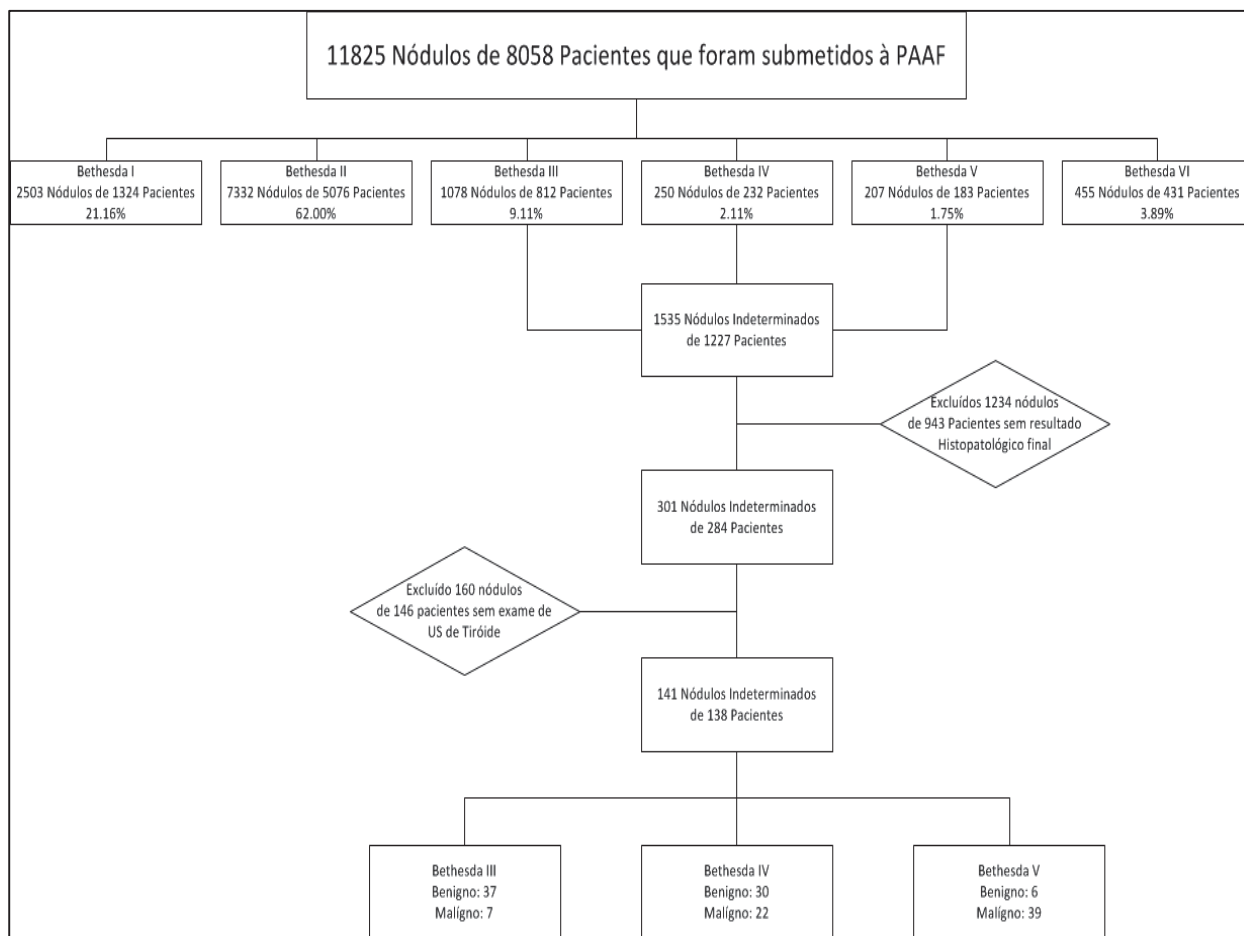 11825 Nódulos de 8058 Pacientes que foram submetidos à PAAF
Bethesda I
2503 Nódulos de 1324 Pacientes
21.16%
Bethesda II
7332 Nódulos de 5076 Pacientes
62.00%
Bethesda III
1078 Nódulos de 812 Pacientes
9.11%
Bethesda IV
250 Nódulos de 232 Pacientes
2.11%
Bethesda V
207 Nódulos de 183 Pacientes
1.75%
Bethesda VI
455 Nódulos de 431 Pacientes
3.89%
1535 Nódulos Indeterminados
de 1227 Pacientes
Excluídos 1234 nódulos
de 943 Pacientes sem resultado
Histopatológico final
301 Nódulos Indeterminados
de 284 Pacientes
Excluído 160 nódulos
de 146 pacientes sem exame de
US de Tiróide
141 Nódulos Indeterminados
de 138 Pacientes
Bethesda III
Benigno: 37
Malígno: 7
Bethesda IV
Benigno: 30
Malígno: 22
Bethesda V
Benigno: 6
Malígno: 39